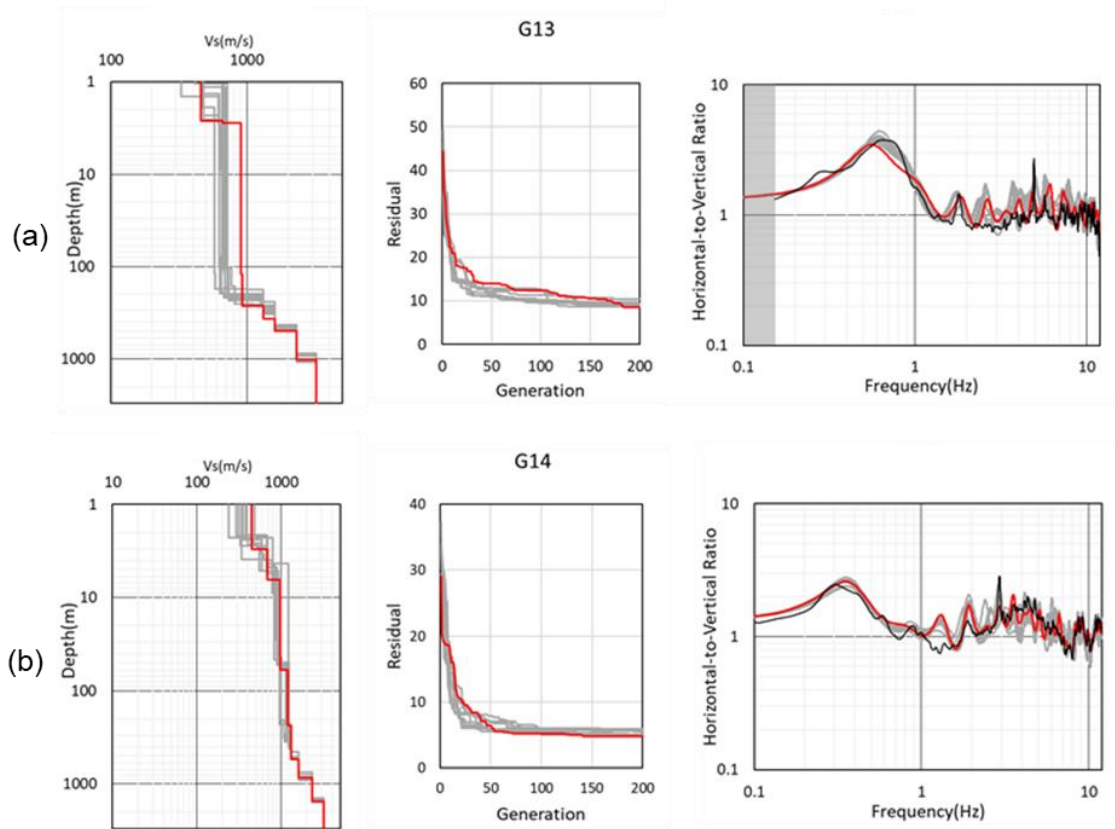 G13
(a)
Vs(m/s)
100 1000
Depth(m)
1
10
100
1000
Residual
60
50
40
30
20
10
0
0 50 100 150 200
Generation
Horizontal-to-Vertical Ratio
10
1
0.1
0.1 1 10
Frequency(Hz)
G14
(b)
Vs(m/s)
10 100 1000
Depth(m)
1
10
100
1000
Residual
40
30
20
10
0
0 50 100 150 200
Generation
Horizontal-to-Vertical Ratio
10
1
0.1
0.1 1 10
Frequency(Hz)